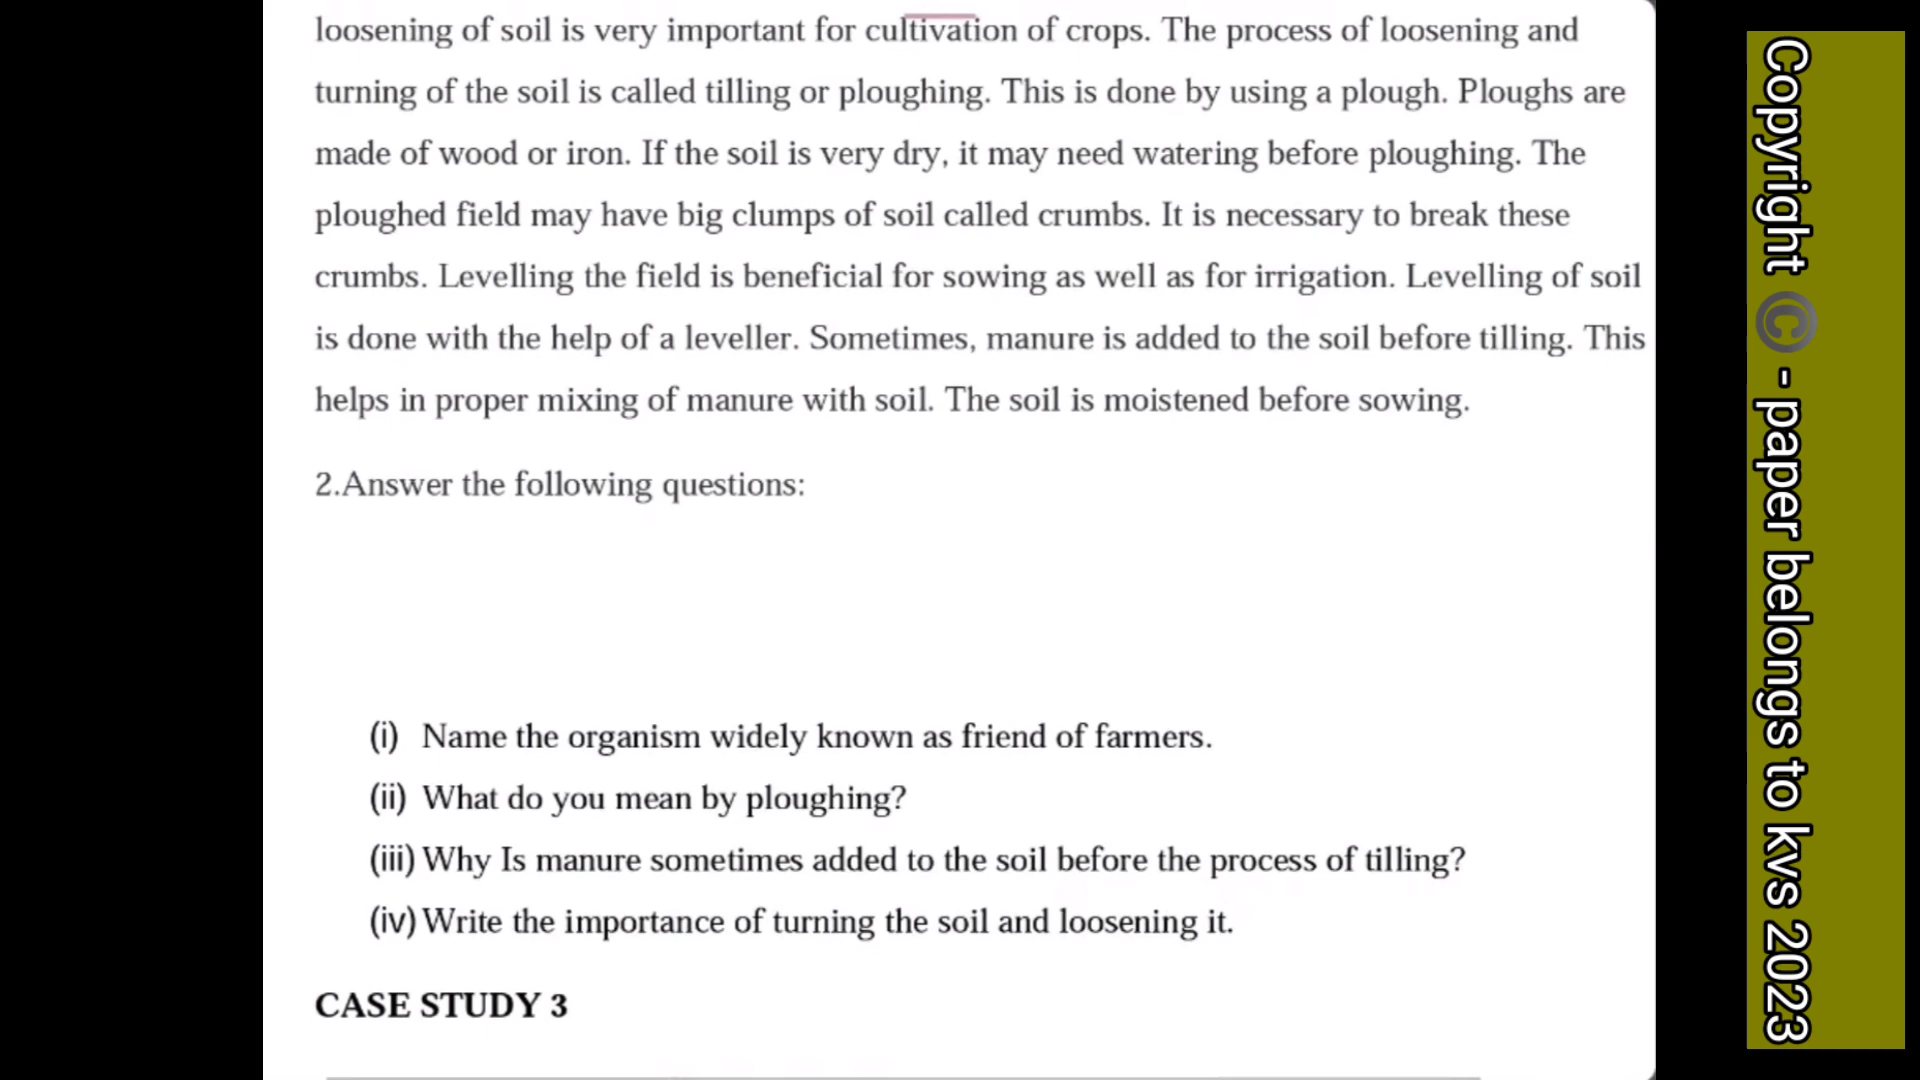 loosening of soil is very important for cultivation of crops. The process of loosening and
turning of the soil is called tilling or ploughing. This is done by using a plough. Ploughs are
made of wood or iron. If the soil is very dry, it may need watering before ploughing. The
ploughed field may have big clumps of soil called crumbs. It is necessary to break these
crumbs. Levelling the field is beneficial for sowing as well as for irrigation. Levelling of soil
is done with the help of a leveller. Sometimes, manure is added to the soil before tilling. This
helps in proper mixing of manure with soil. The soil is moistened before sowing.
2.Answer the following questions:
(i) Name the organism widely known as friend of farmers.
(ii) What do you mean by ploughing?
(iii) Why Is manure sometimes added to the soil before the process of tilling?
(iv) Write the importance of turning the soil and loosening it.
CASE STUDY 3
Copyright © - paper belongs to kvs 2023